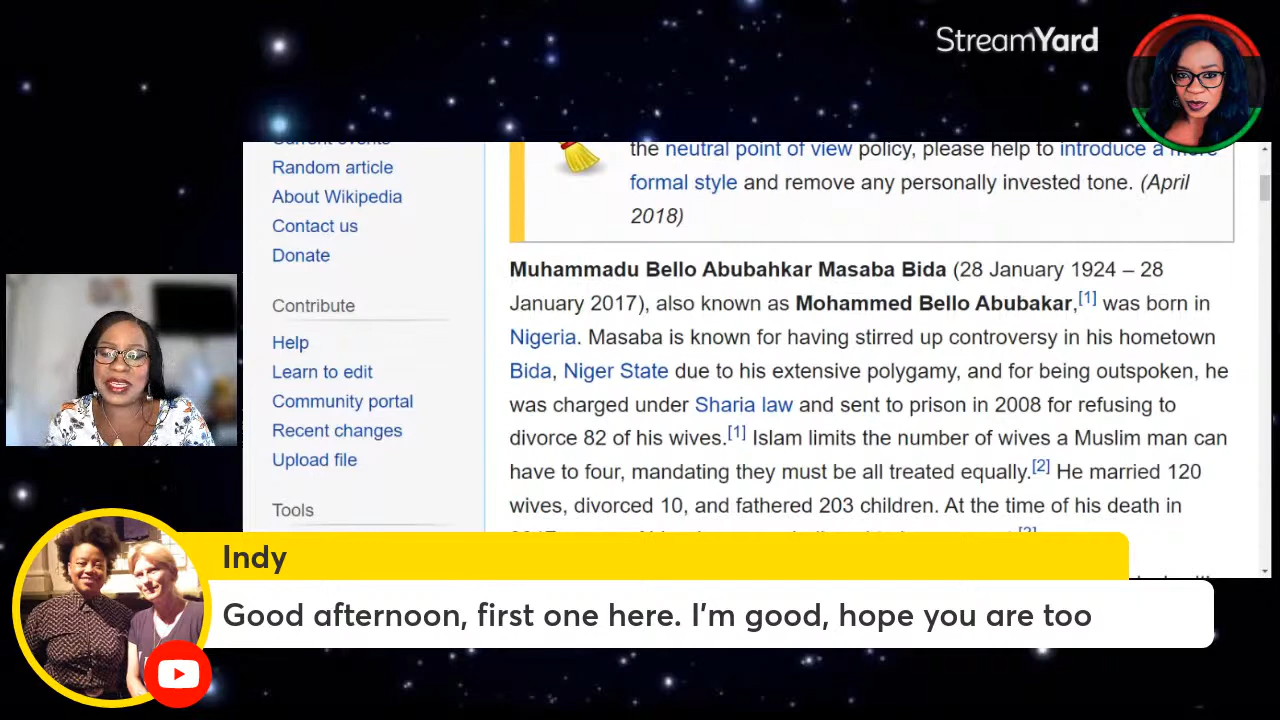 StreamYard
Current events
Random article
About Wikipedia
Contact us
Donate
Contribute
Help
Learn to edit
Community portal
Recent changes
Upload file
Tools
the neutral point of view policy, please help to introduce a more
formal style and remove any personally invested tone. (April
2018)
Muhammadu Bello Abubahkar Masaba Bida (28 January 1924 – 28
January 2017), also known as Mohammed Bello Abubakar,[1] was born in
Nigeria. Masaba is known for having stirred up controversy in his hometown
Bida, Niger State due to his extensive polygamy, and for being outspoken, he
was charged under Sharia law and sent to prison in 2008 for refusing to
divorce 82 of his wives.[1] Islam limits the number of wives a Muslim man can
have to four, mandating they must be all treated equally.[2] He married 120
wives, divorced 10, and fathered 203 children. At the time of his death in
Indy
Good afternoon, first one here. I'm good, hope you are too